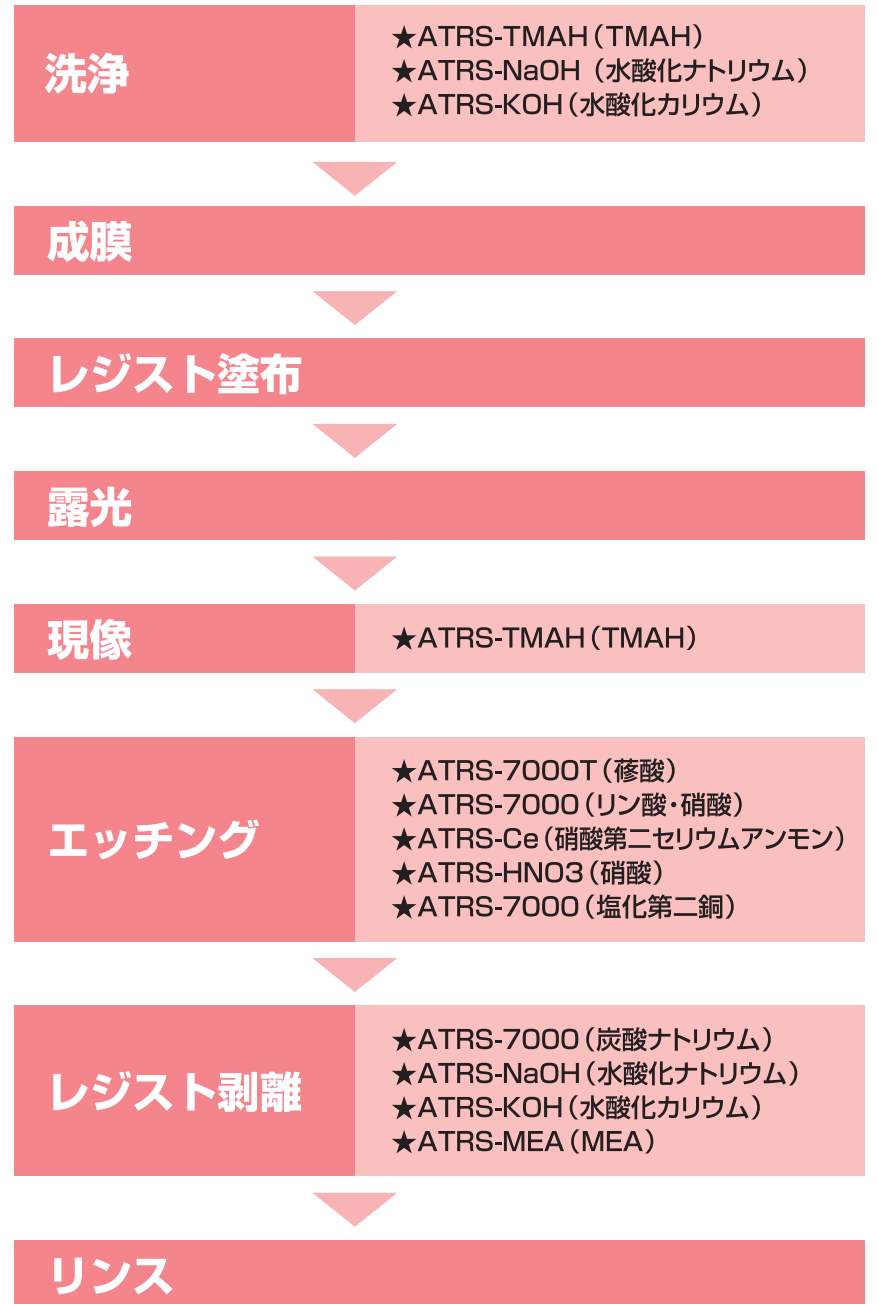 洗浄
★ATRS-TMAH(TMAH)
★ATRS-NaOH (水酸化ナトリウム)
★ATRS-KOH(水酸化カリウム)
成膜
レジスト塗布
露光
現像
★ATRS-TMAH(TMAH)
エッチング
★ATRS-7000T(蓚酸)
★ATRS-7000(リン酸・硝酸)
★ATRS-Ce(硝酸第二セリウムアンモン)
★ATRS-HNO3(硝酸)
★ATRS-7000(塩化第二銅)
レジスト剥離
★ATRS-7000(炭酸ナトリウム)
★ATRS-NaOH(水酸化ナトリウム)
★ATRS-KOH(水酸化カリウム)
★ATRS-MEA(MEA)
リンス